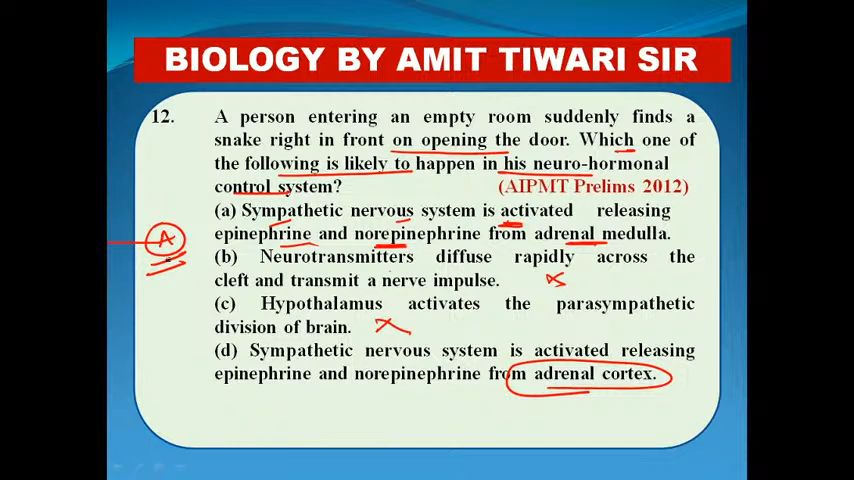 BIOLOGY BY AMIT TIWARI SIR
12. A person entering an empty room suddenly finds a
snake right in front on opening the door. Which one of
the following is likely to happen in his neuro-hormonal
control system? (AIPMT Prelims 2012)
(a) Sympathetic nervous system is activated releasing
epinephrine and norepinephrine from adrenal medulla.
A
(b) Neurotransmitters diffuse rapidly across the
cleft and transmit a nerve impulse.
(c) Hypothalamus activates the parasympathetic
division of brain.
(d) Sympathetic nervous system is activated releasing
epinephrine and norepinephrine from adrenal cortex.